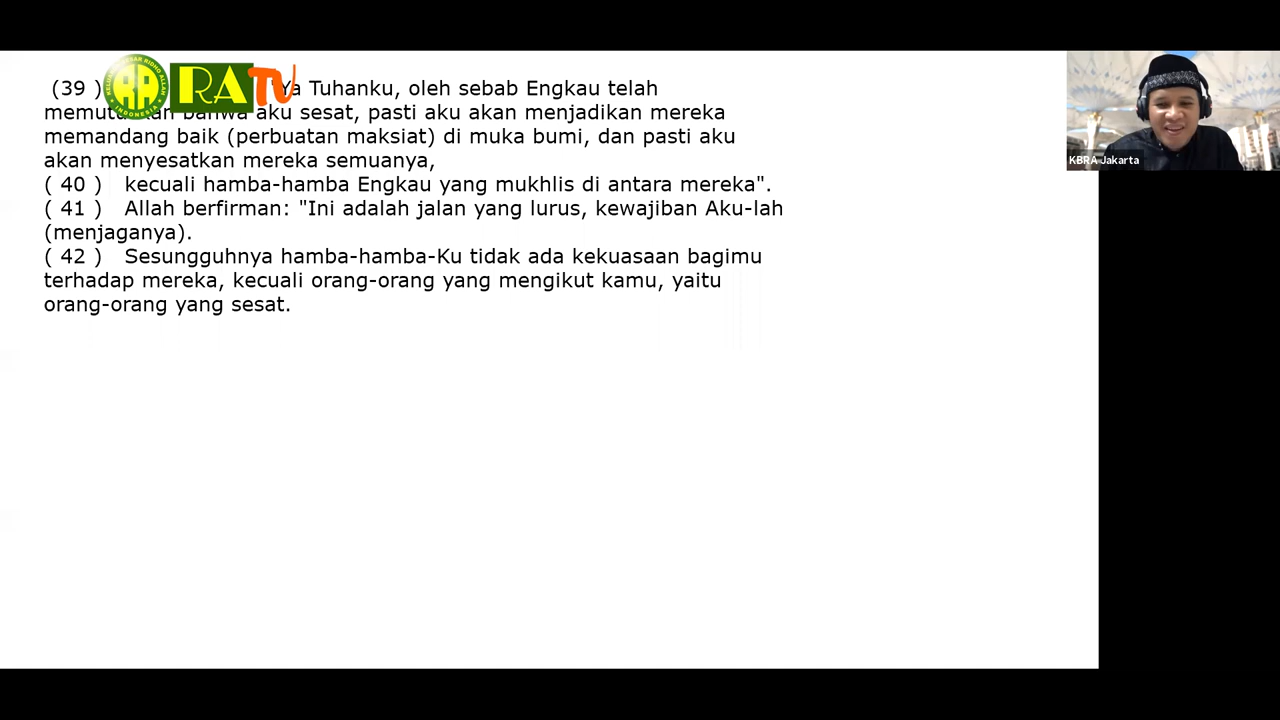 (39 ) "Ya Tuhanku, oleh sebab Engkau telah
bahwa aku sesat, pasti aku akan menjadikan mereka
memandang baik (perbuatan maksiat) di muka bumi, dan pasti aku
akan menyesatkan mereka semuanya,
( 40 ) kecuali hamba-hamba Engkau yang mukhlis di antara mereka".
( 41 ) Allah berfirman: "Ini adalah jalan yang lurus, kewajiban Aku-lah
(menjaganya).
( 42 ) Sesungguhnya hamba-hamba-Ku tidak ada kekuasaan bagimu
terhadap mereka, kecuali orang-orang yang mengikut kamu, yaitu
orang-orang yang sesat.
RA TV
RA
INDONESIA
KBRA Jakarta